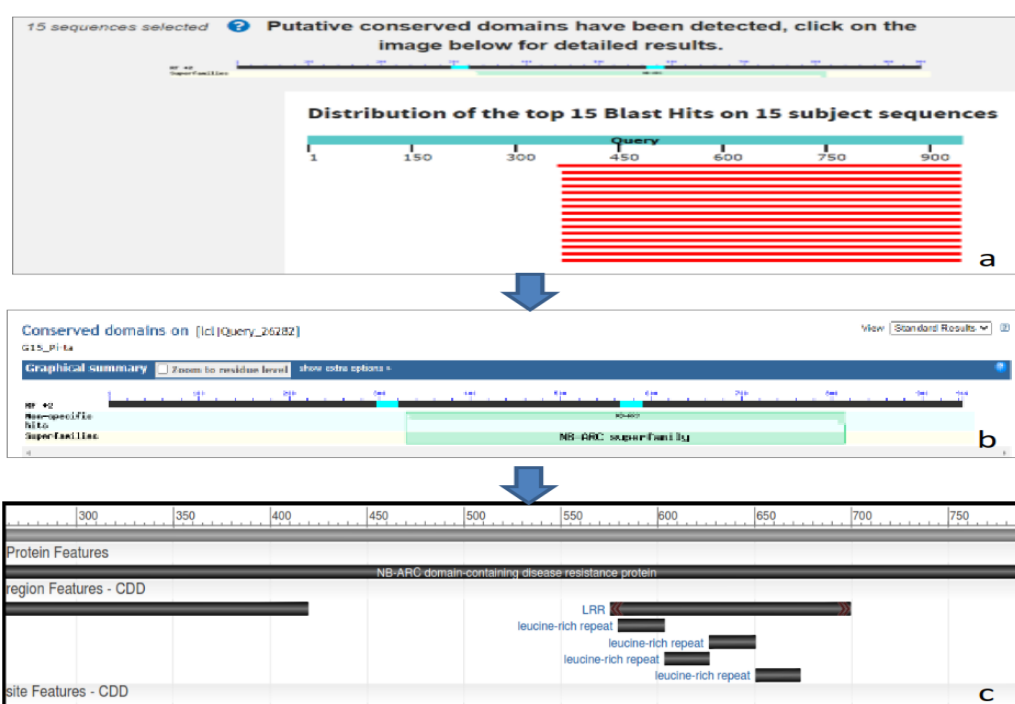 15 sequences selected
Putative conserved domains have been detected, click on the
image below for detailed results.
RF +2
Superfamilies
Distribution of the top 15 Blast Hits on 15 subject sequences
Query
1 150 300 450 600 750 900
a
Conserved domains on [lcl|Query_26282]
View Standard Results
G15_Pi-ta
Graphical summary Zoom to residue level show extra options »
RF +2
Non-specific
hits
Superfamilies
NB-ARC superfamily
b
300 350 400 450 500 550 600 650 700 750
Protein Features
NB-ARC domain-containing disease resistance protein
region Features - CDD
LRR
leucine-rich repeat
leucine-rich repeat
leucine-rich repeat
leucine-rich repeat
site Features - CDD
c